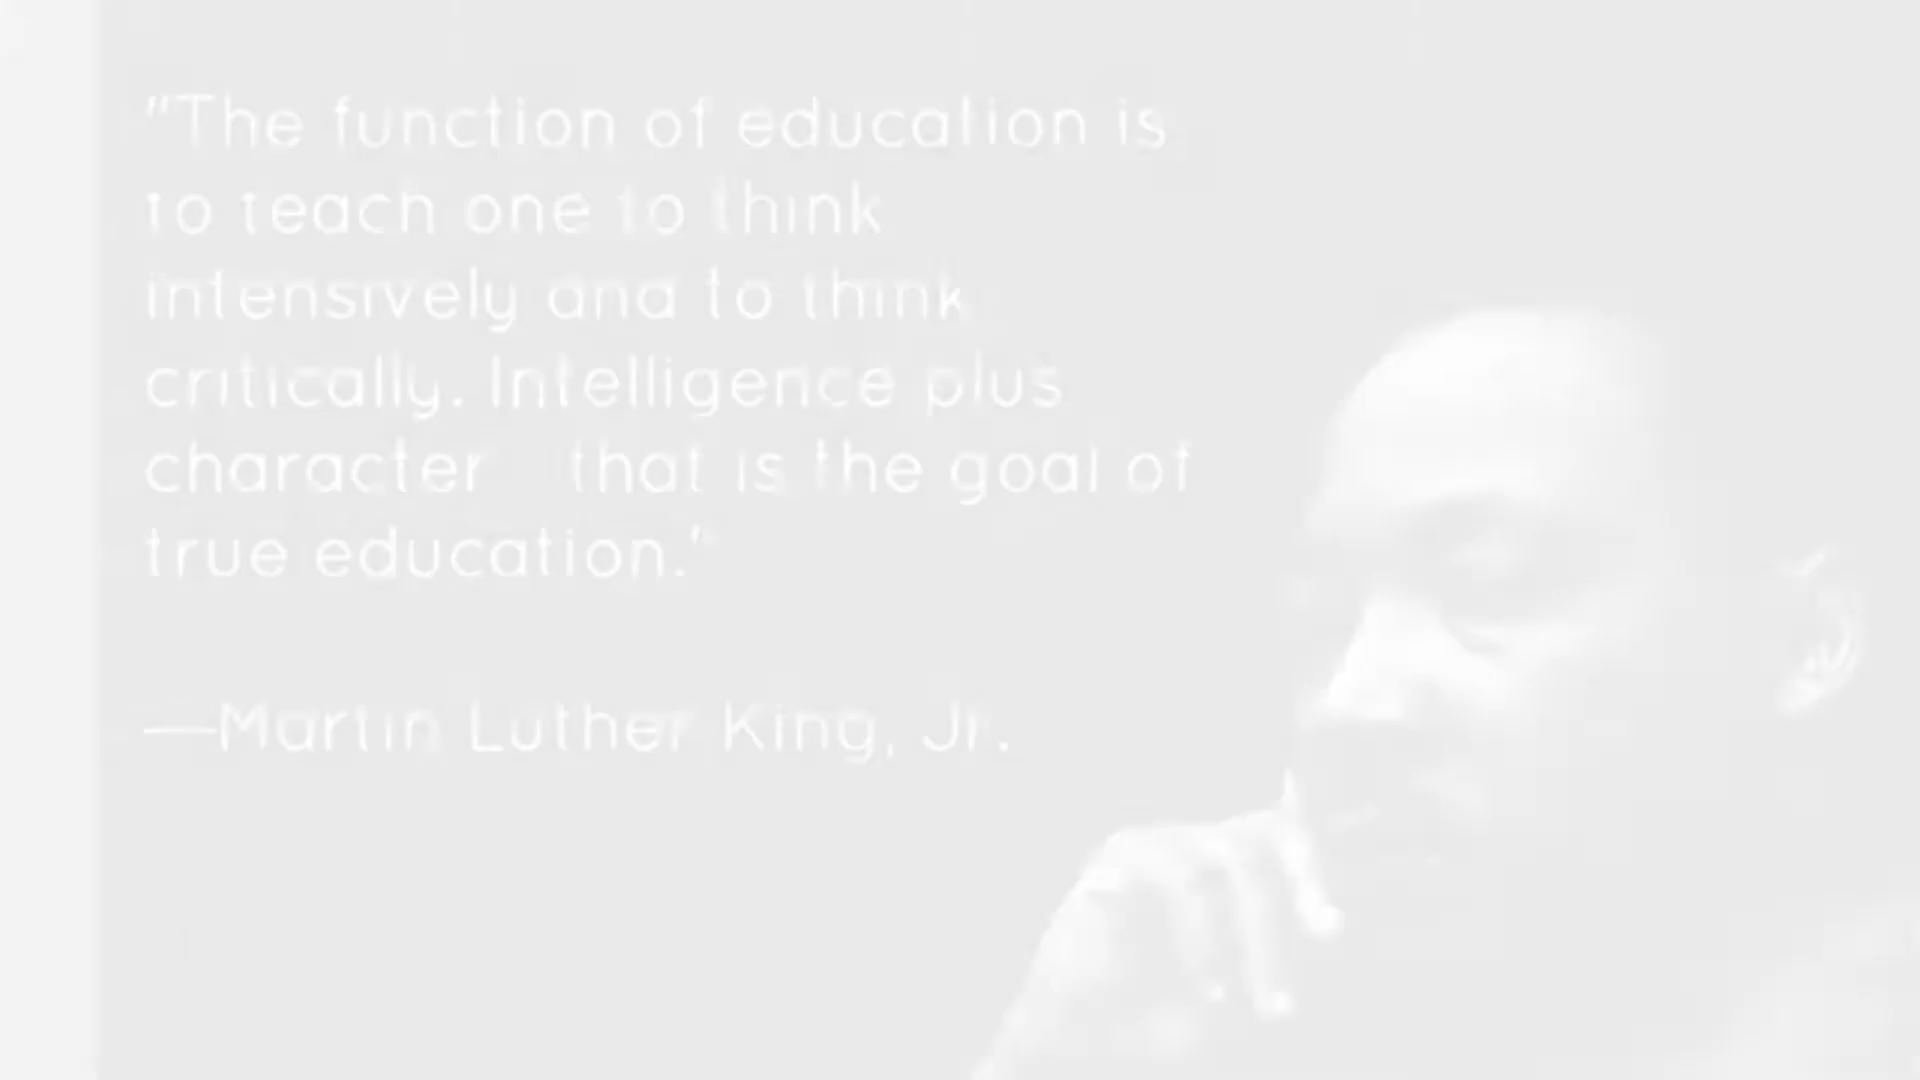 "The function of education is
to teach one to think
intensively and to think
critically. Intelligence plus
character that is the goal of
true education."
—Martin Luther King, Jr.